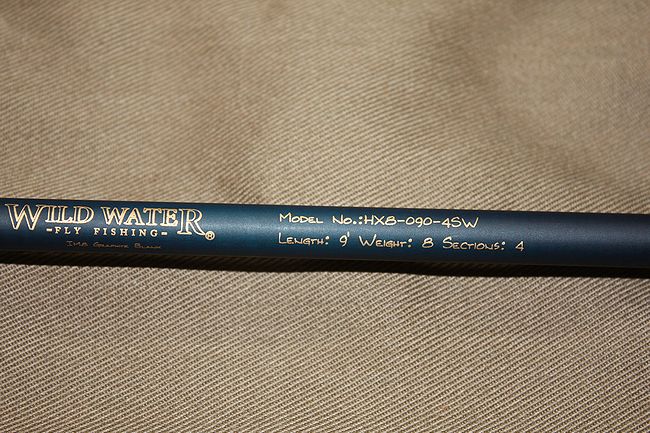 WILD WATER
-FLY FISHING- ®
IM8 Graphite Blank
Model No.:HX8-090-4SW
Length: 9' Weight: 8 Sections: 4